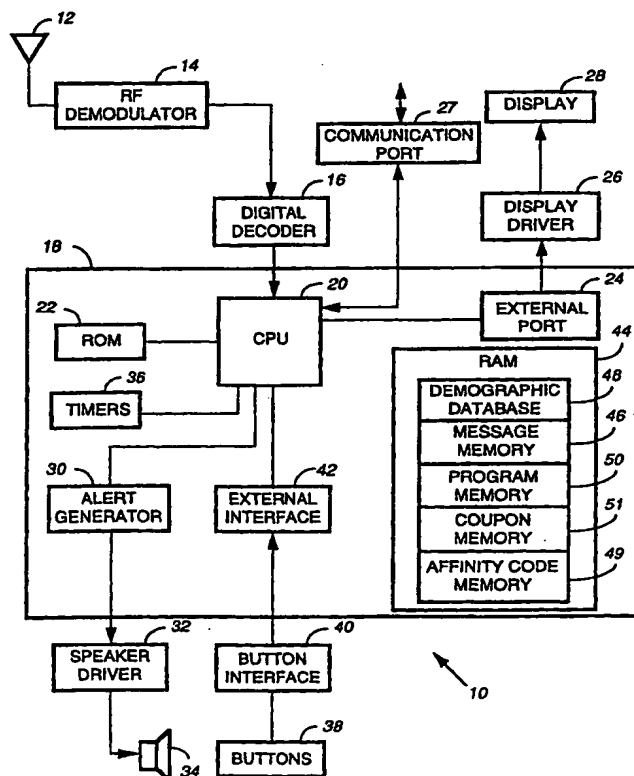 12
14
RF
DEMODULATOR
27
COMMUNICATION
PORT
28
DISPLAY
16
DIGITAL
DECODER
26
DISPLAY
DRIVER
18
20
CPU
24
EXTERNAL
PORT
22
ROM
44
RAM
36
TIMERS
48
DEMOGRAPHIC
DATABASE
46
MESSAGE
MEMORY
30
ALERT
GENERATOR
42
EXTERNAL
INTERFACE
50
PROGRAM
MEMORY
51
COUPON
MEMORY
49
AFFINITY CODE
MEMORY
32
SPEAKER
DRIVER
40
BUTTON
INTERFACE
10
34
38
BUTTONS